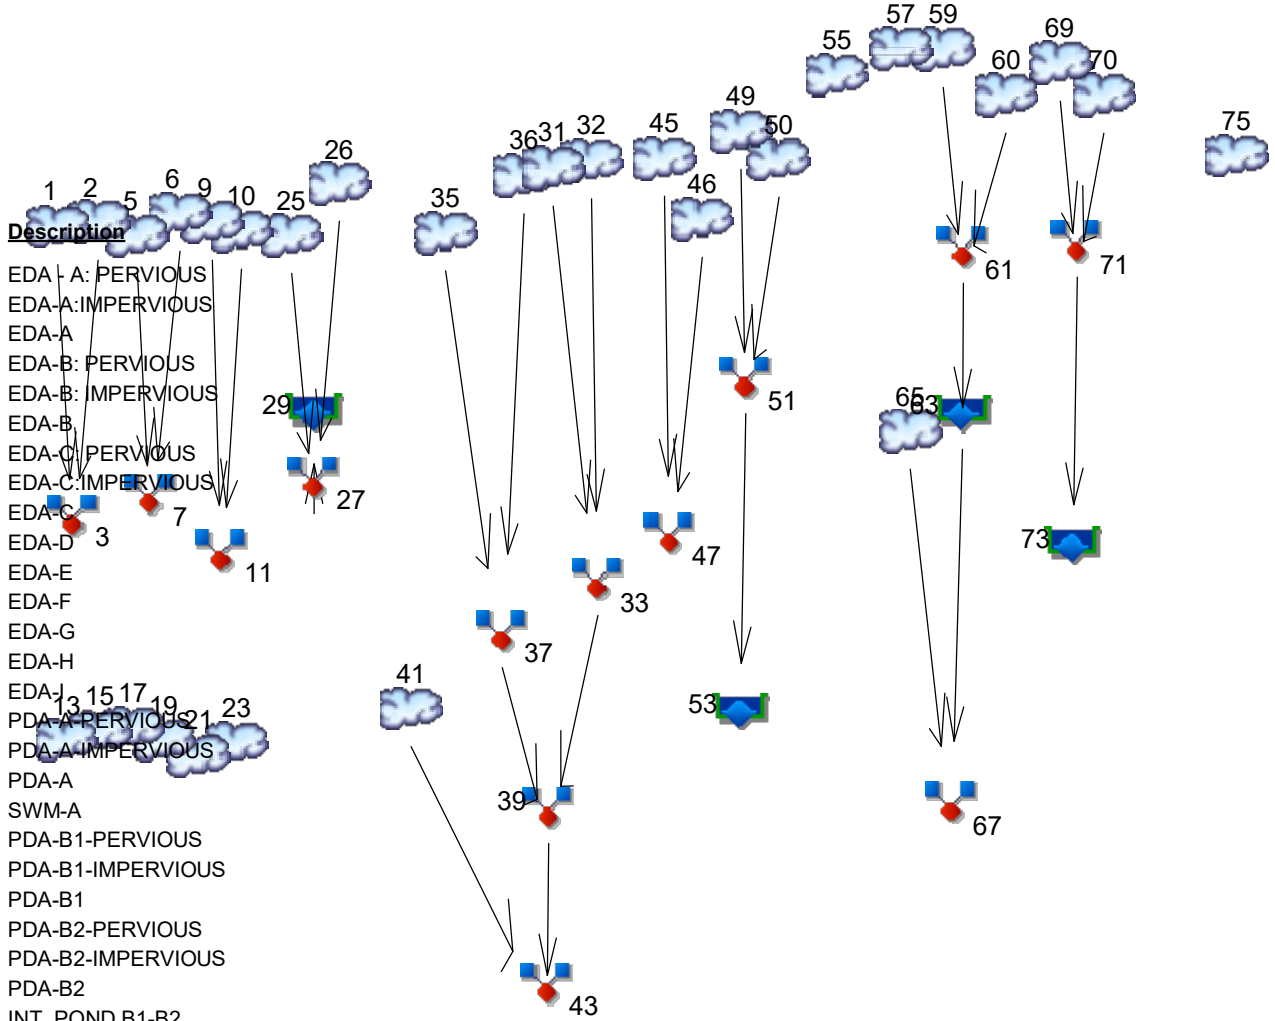 57 59
69
55
60 70
49
75
36 31 32 45 50
26
1 2 5 6 9 10 25 35 46
Description
61 71
EDA - A: PERVIOUS
EDA-A:IMPERVIOUS
EDA-A
EDA-B: PERVIOUS
EDA-B: IMPERVIOUS
29 51 65 63
EDA-B
EDA-C: PERVIOUS
EDA-C:IMPERVIOUS
27
EDA-C
3 7
EDA-D
73
47
EDA-E
11
EDA-F
33
EDA-G
37
EDA-H
41
EDA-I
13 15 17 19 21 23 53
PDA-A-PERVIOUS
PDA-A-IMPERVIOUS
PDA-A
39
SWM-A
67
PDA-B1-PERVIOUS
PDA-B1-IMPERVIOUS
PDA-B1
PDA-B2-PERVIOUS
PDA-B2-IMPERVIOUS
PDA-B2
43
INT. POND B1-B2